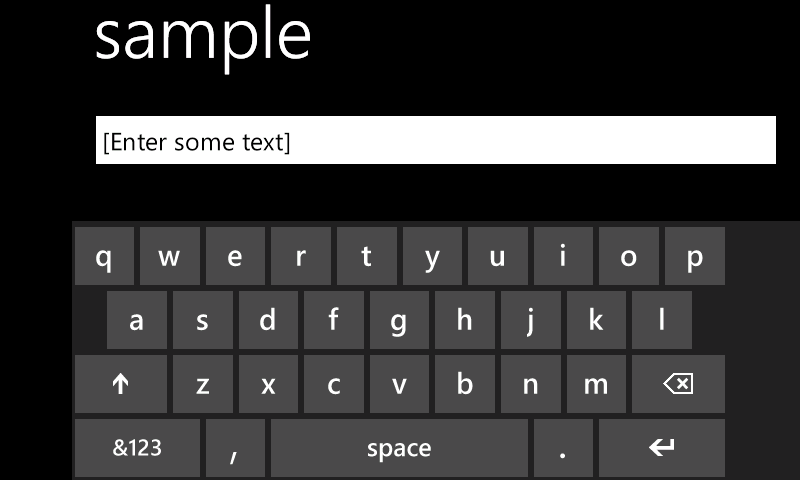 sample
[Enter some text]
q w e r t y u i o p
a s d f g h j k l
z x c v b n m
&123 , space .